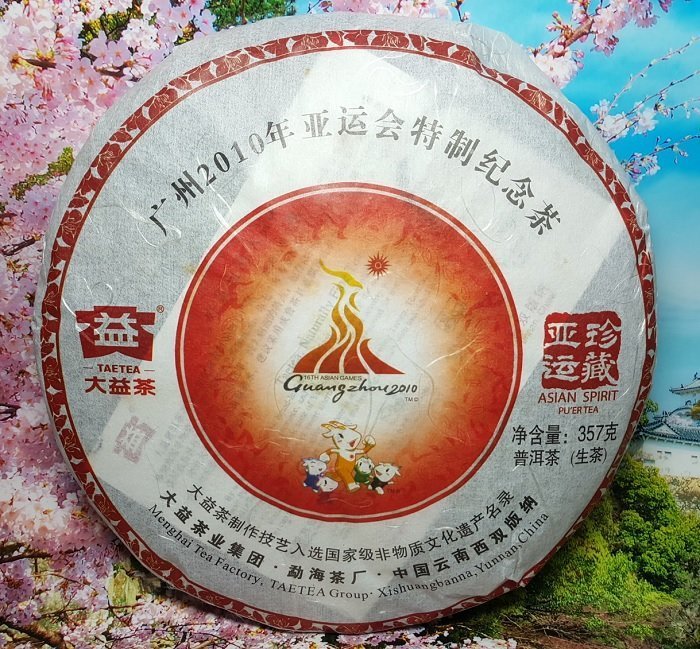 广州2010年亚运会特制纪念茶
益®
TAETEA
大益茶
16TH ASIAN GAMES
Guangzhou 2010
TM©
亚运珍藏
ASIAN SPIRIT
PU'ER TEA
净含量：357克
普洱茶（生茶）
大益茶制作技艺入选国家级非物质文化遗产名录
大益茶业集团·勐海茶厂·中国云南西双版纳
Menghai Tea Factory, TAETEA Group·Xishuangbanna,Yunnan,China